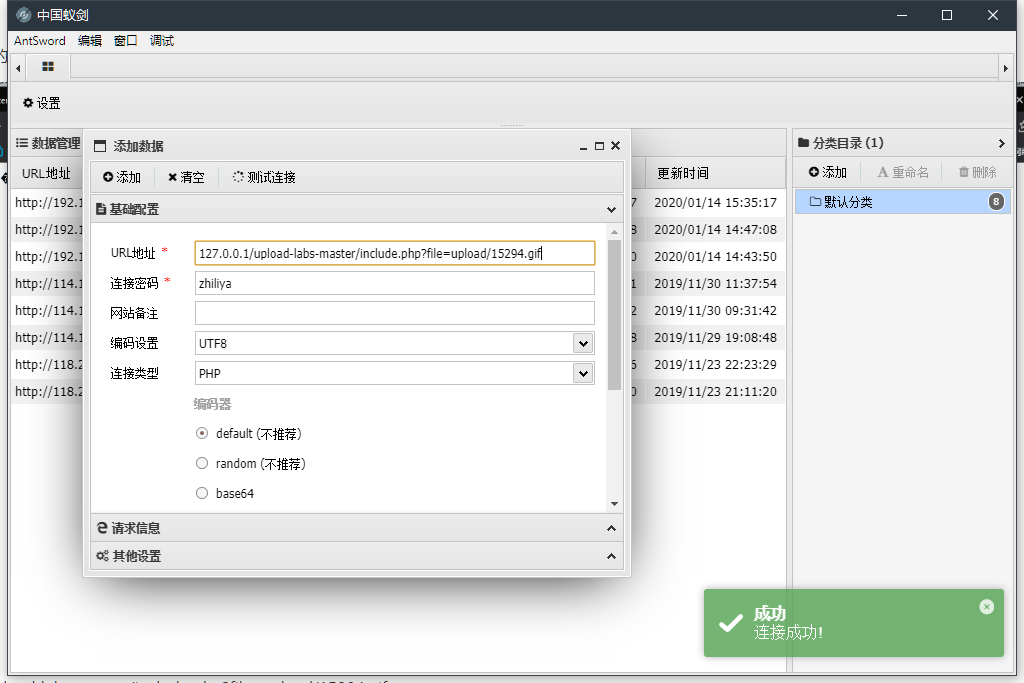 中国蚁剑
AntSword 编辑 窗口 调试
设置
数据管理
URL地址
更新时间
http://192.1 7 2020/01/14 15:35:17
http://192.1 8 2020/01/14 14:47:08
http://192.1 0 2020/01/14 14:43:50
http://114.1 1 2019/11/30 11:37:54
http://114.1 2 2019/11/30 09:31:42
http://114.1 8 2019/11/29 19:08:48
http://118.2 6 2019/11/23 22:23:29
http://118.2 0 2019/11/23 21:11:20
添加数据
添加 清空 测试连接
基础配置
URL地址 * 127.0.0.1/upload-labs-master/include.php?file=upload/15294.gif
连接密码 * zhiliya
网站备注
编码设置 UTF8
连接类型 PHP
编码器
default (不推荐)
random (不推荐)
base64
请求信息
其他设置
分类目录 (1)
添加 重命名 删除
默认分类 8
成功
连接成功!